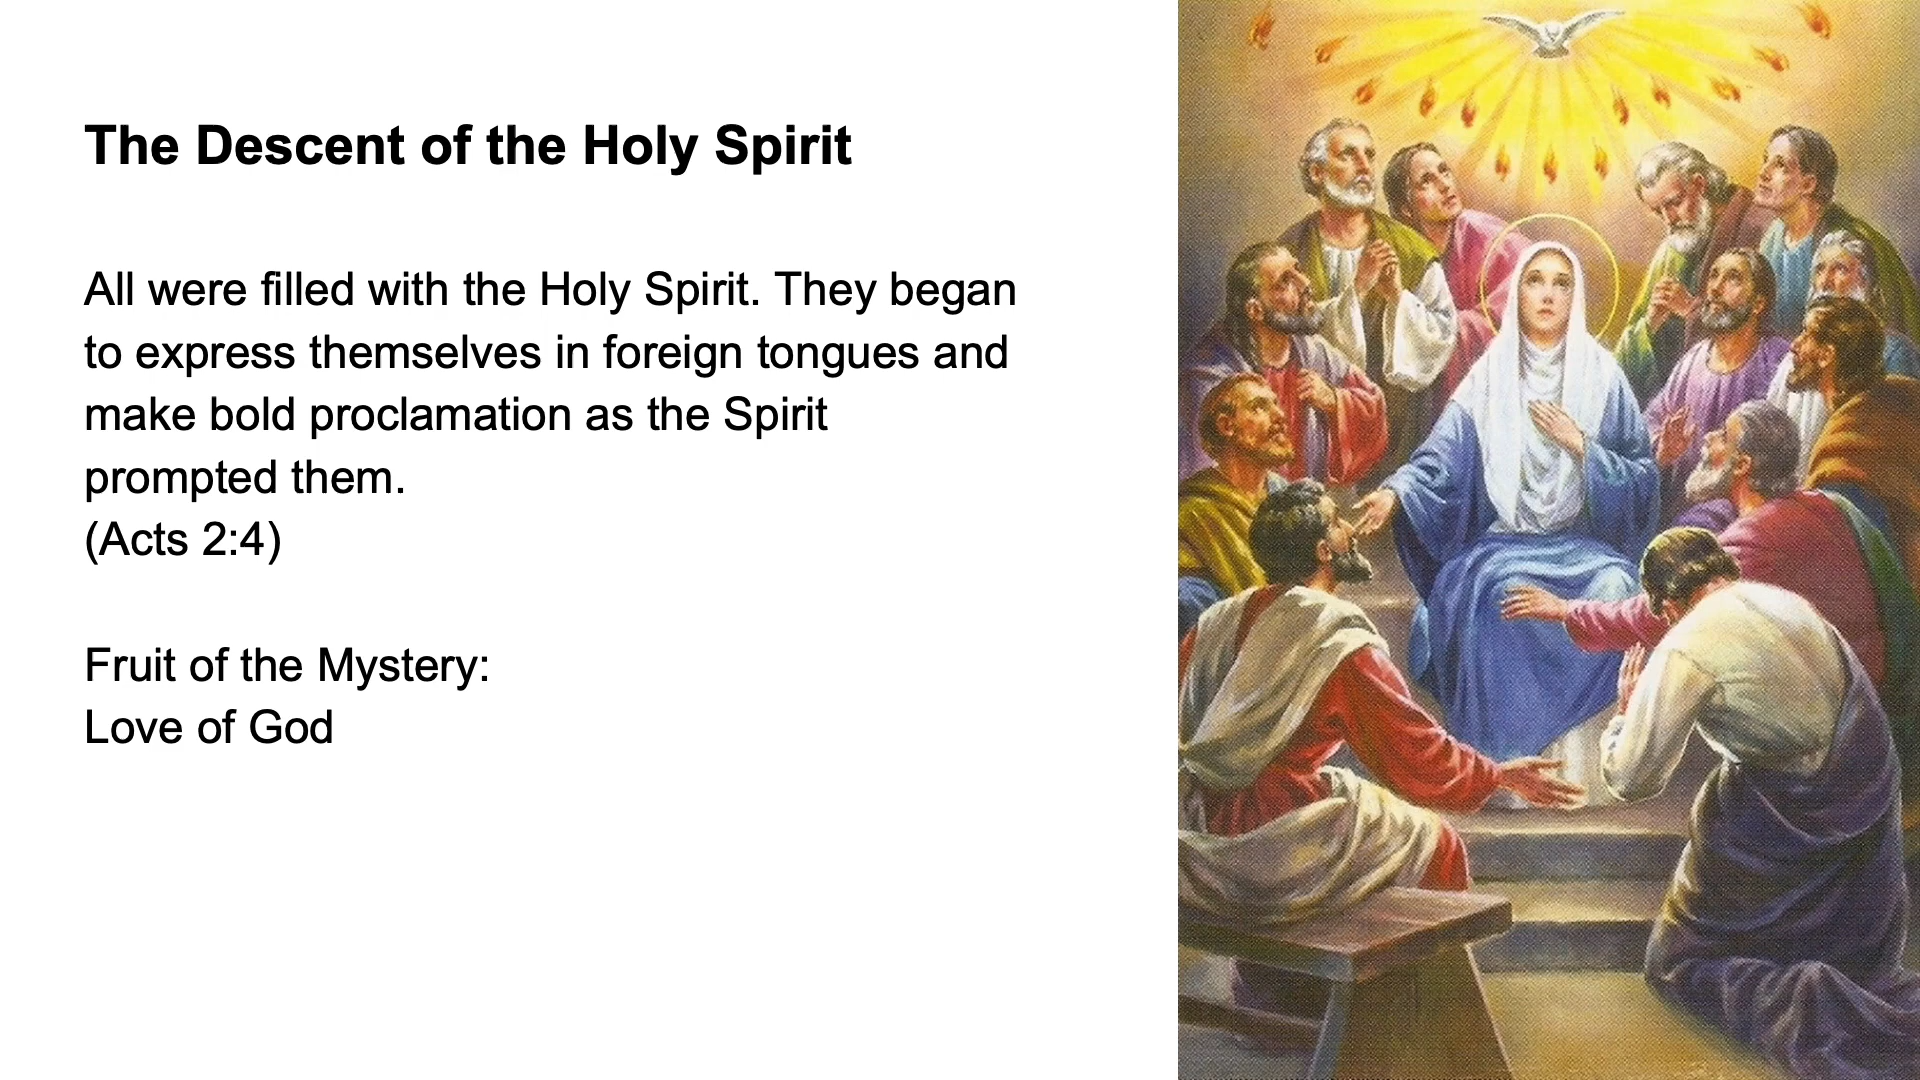 The Descent of the Holy Spirit
All were filled with the Holy Spirit. They began
to express themselves in foreign tongues and
make bold proclamation as the Spirit
prompted them.
(Acts 2:4)
Fruit of the Mystery:
Love of God